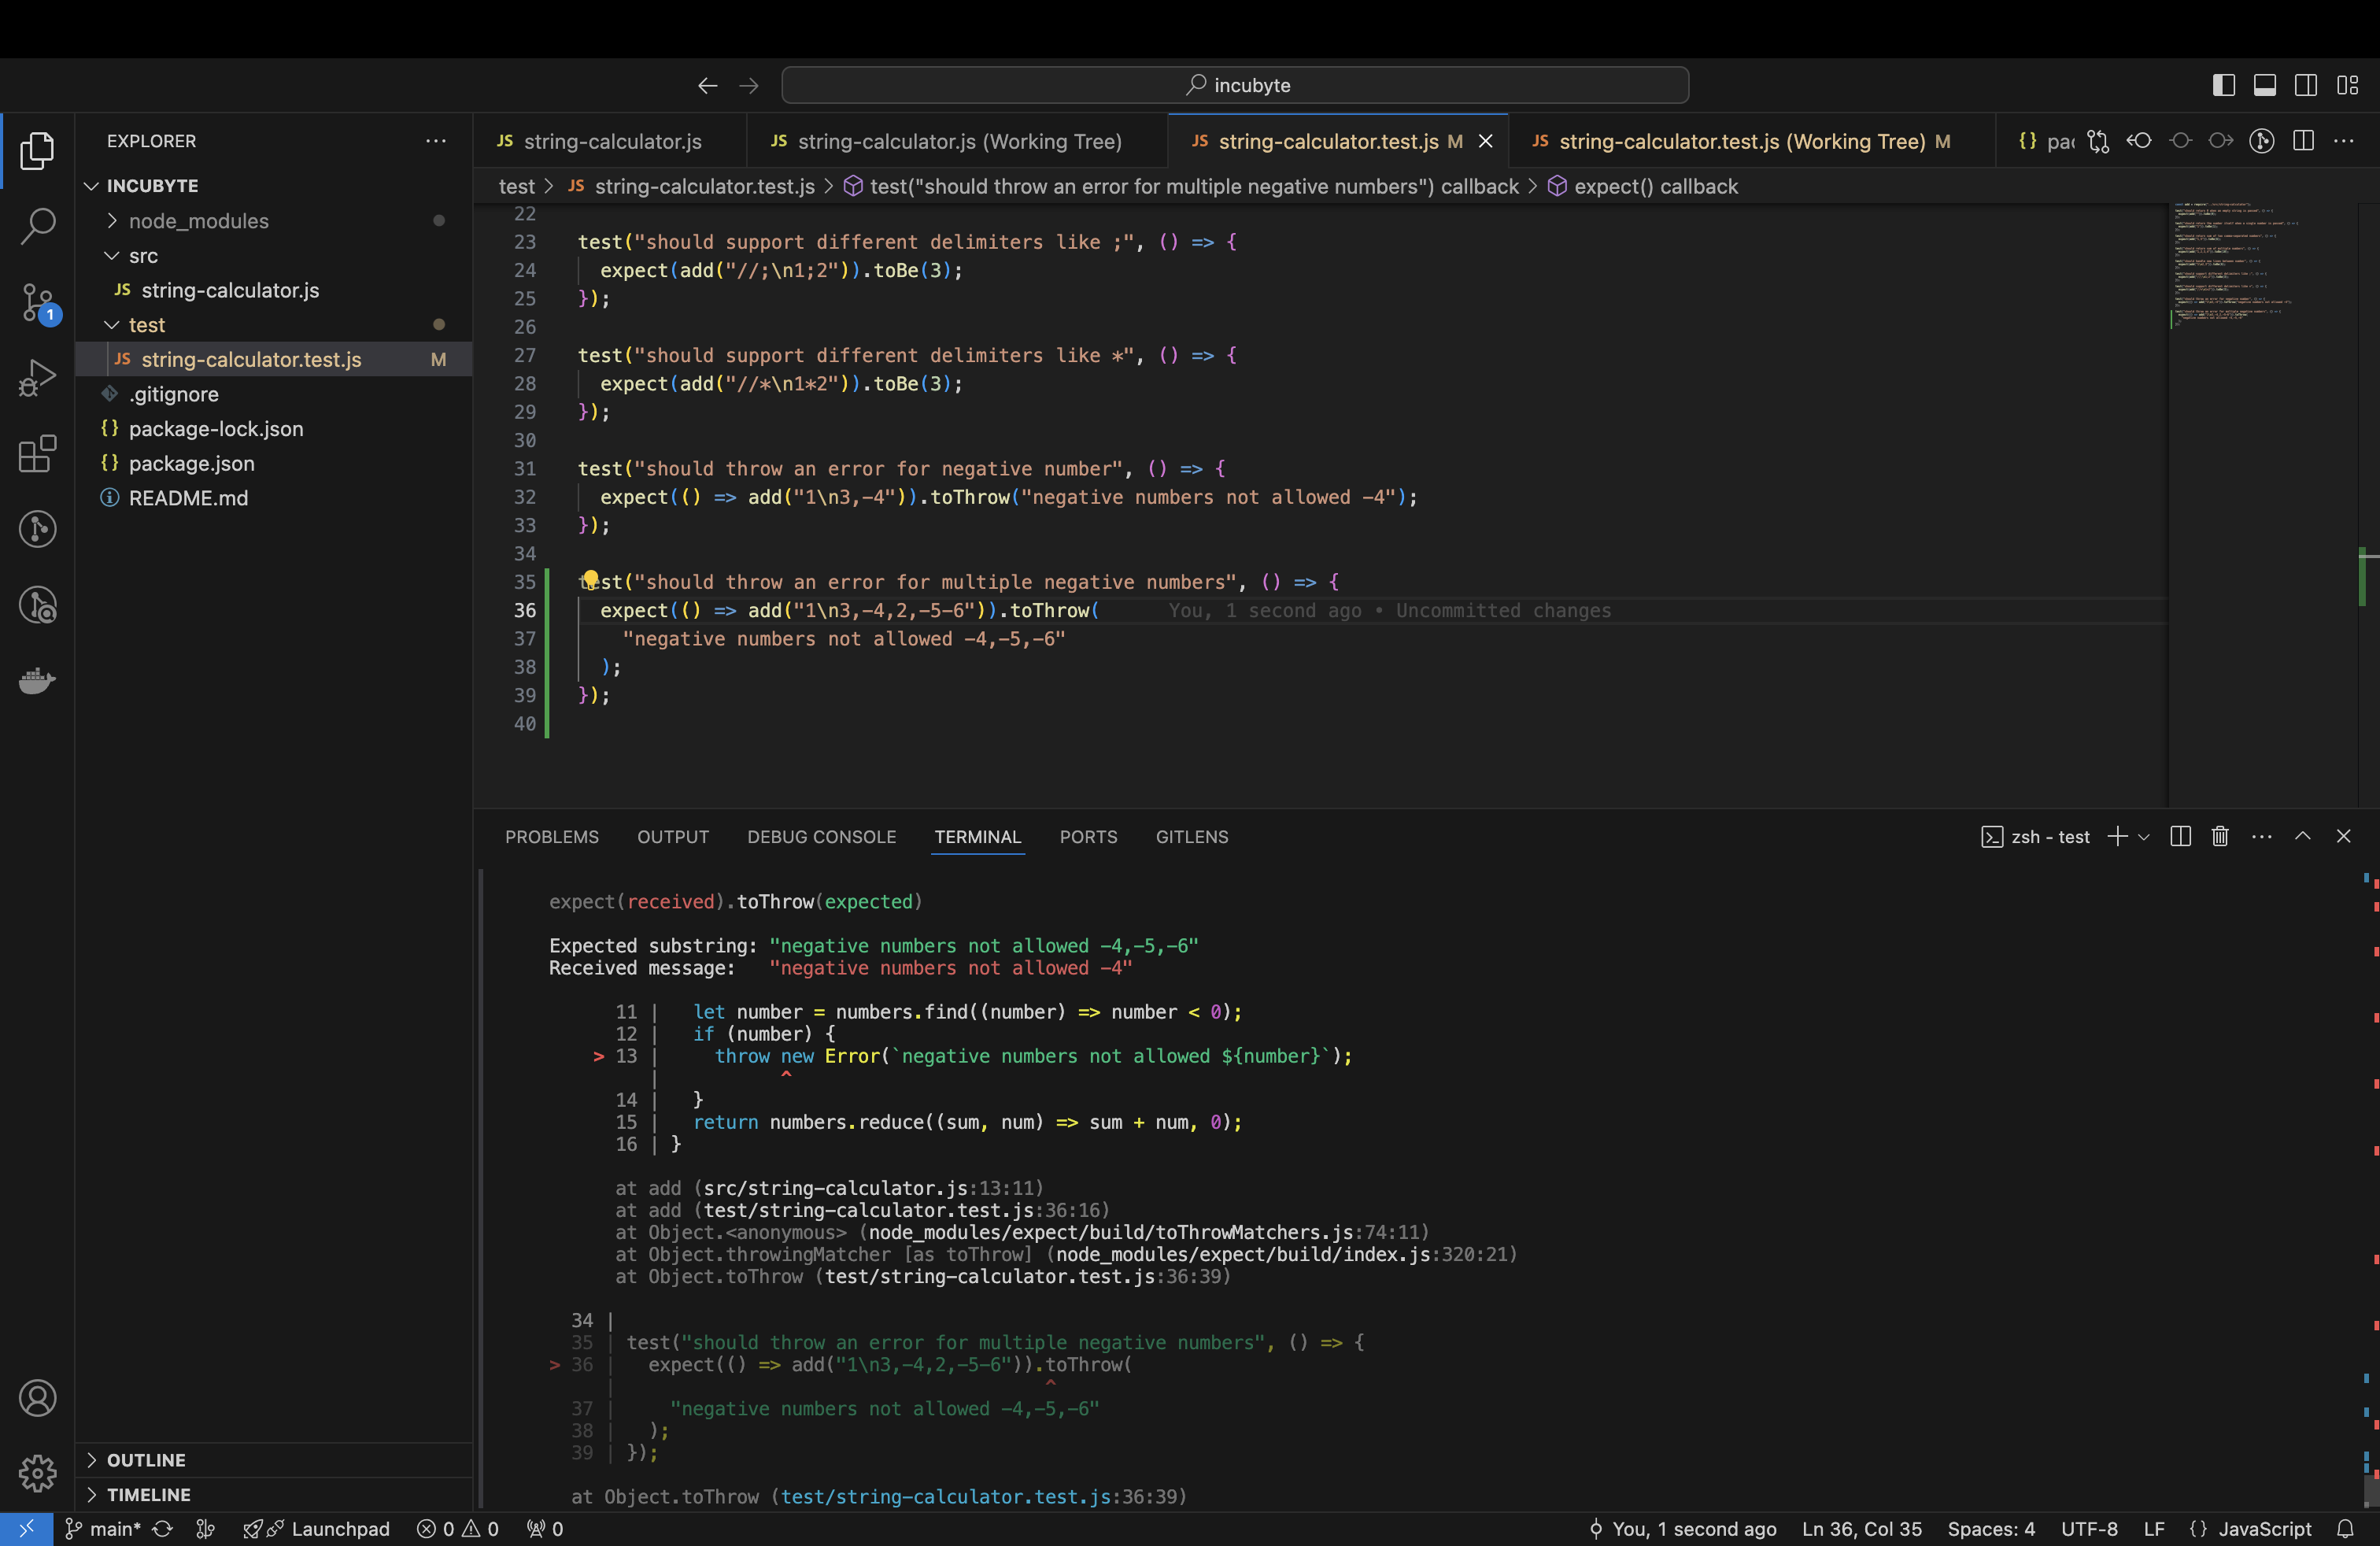 incubyte
EXPLORER
INCUBYTE
node_modules
src
JS string-calculator.js
test
JS string-calculator.test.js M
.gitignore
{} package-lock.json
{} package.json
README.md
OUTLINE
TIMELINE
1
JS string-calculator.js
JS string-calculator.js (Working Tree)
JS string-calculator.test.js M
JS string-calculator.test.js (Working Tree) M
{} pac
test > JS string-calculator.test.js > test("should throw an error for multiple negative numbers") callback > expect() callback
22
23 test("should support different delimiters like ;", () => {
24 expect(add("//;\n1;2")).toBe(3);
25 });
26
27 test("should support different delimiters like *", () => {
28 expect(add("//*\n1*2")).toBe(3);
29 });
30
31 test("should throw an error for negative number", () => {
32 expect(() => add("1\n3,-4")).toThrow("negative numbers not allowed -4");
33 });
34
35 test("should throw an error for multiple negative numbers", () => {
36 expect(() => add("1\n3,-4,2,-5-6")).toThrow( You, 1 second ago • Uncommitted changes
37 "negative numbers not allowed -4,-5,-6"
38 );
39 });
40
PROBLEMS OUTPUT DEBUG CONSOLE TERMINAL PORTS GITLENS
zsh - test
expect(received).toThrow(expected)
Expected substring: "negative numbers not allowed -4,-5,-6"
Received message: "negative numbers not allowed -4"
11 | let number = numbers.find((number) => number < 0);
12 | if (number) {
> 13 | throw new Error(`negative numbers not allowed ${number}`);
| ^
14 | }
15 | return numbers.reduce((sum, num) => sum + num, 0);
16 | }
at add (src/string-calculator.js:13:11)
at add (test/string-calculator.test.js:36:16)
at Object.<anonymous> (node_modules/expect/build/toThrowMatchers.js:74:11)
at Object.throwingMatcher [as toThrow] (node_modules/expect/build/index.js:320:21)
at Object.toThrow (test/string-calculator.test.js:36:39)
34 |
35 | test("should throw an error for multiple negative numbers", () => {
> 36 | expect(() => add("1\n3,-4,2,-5-6")).toThrow(
| ^
37 | "negative numbers not allowed -4,-5,-6"
38 | );
39 | });
at Object.toThrow (test/string-calculator.test.js:36:39)
main* Launchpad 0 0 0
You, 1 second ago Ln 36, Col 35 Spaces: 4 UTF-8 LF {} JavaScript